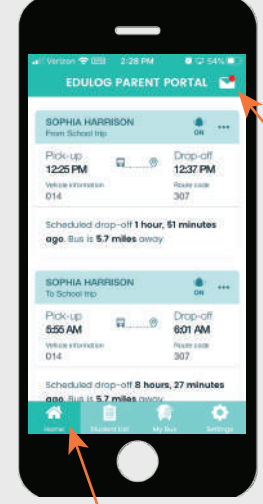 Verizon 2:28 PM 54%
EDULOG PARENT PORTAL
SOPHIA HARRISON
From School trip
ON
Pick-up
12:25 PM
Drop-off
12:37 PM
Vehicle information
014
Route code
307
Scheduled drop-off 1 hour, 51 minutes
ago. Bus is 5.7 miles away
SOPHIA HARRISON
To School trip
ON
Pick-up
5:55 AM
Drop-off
6:01 AM
Vehicle information
014
Route code
307
Scheduled drop-off 8 hours, 27 minutes
ago. Bus is 5.7 miles away
Home
Student List
My Bus
Settings